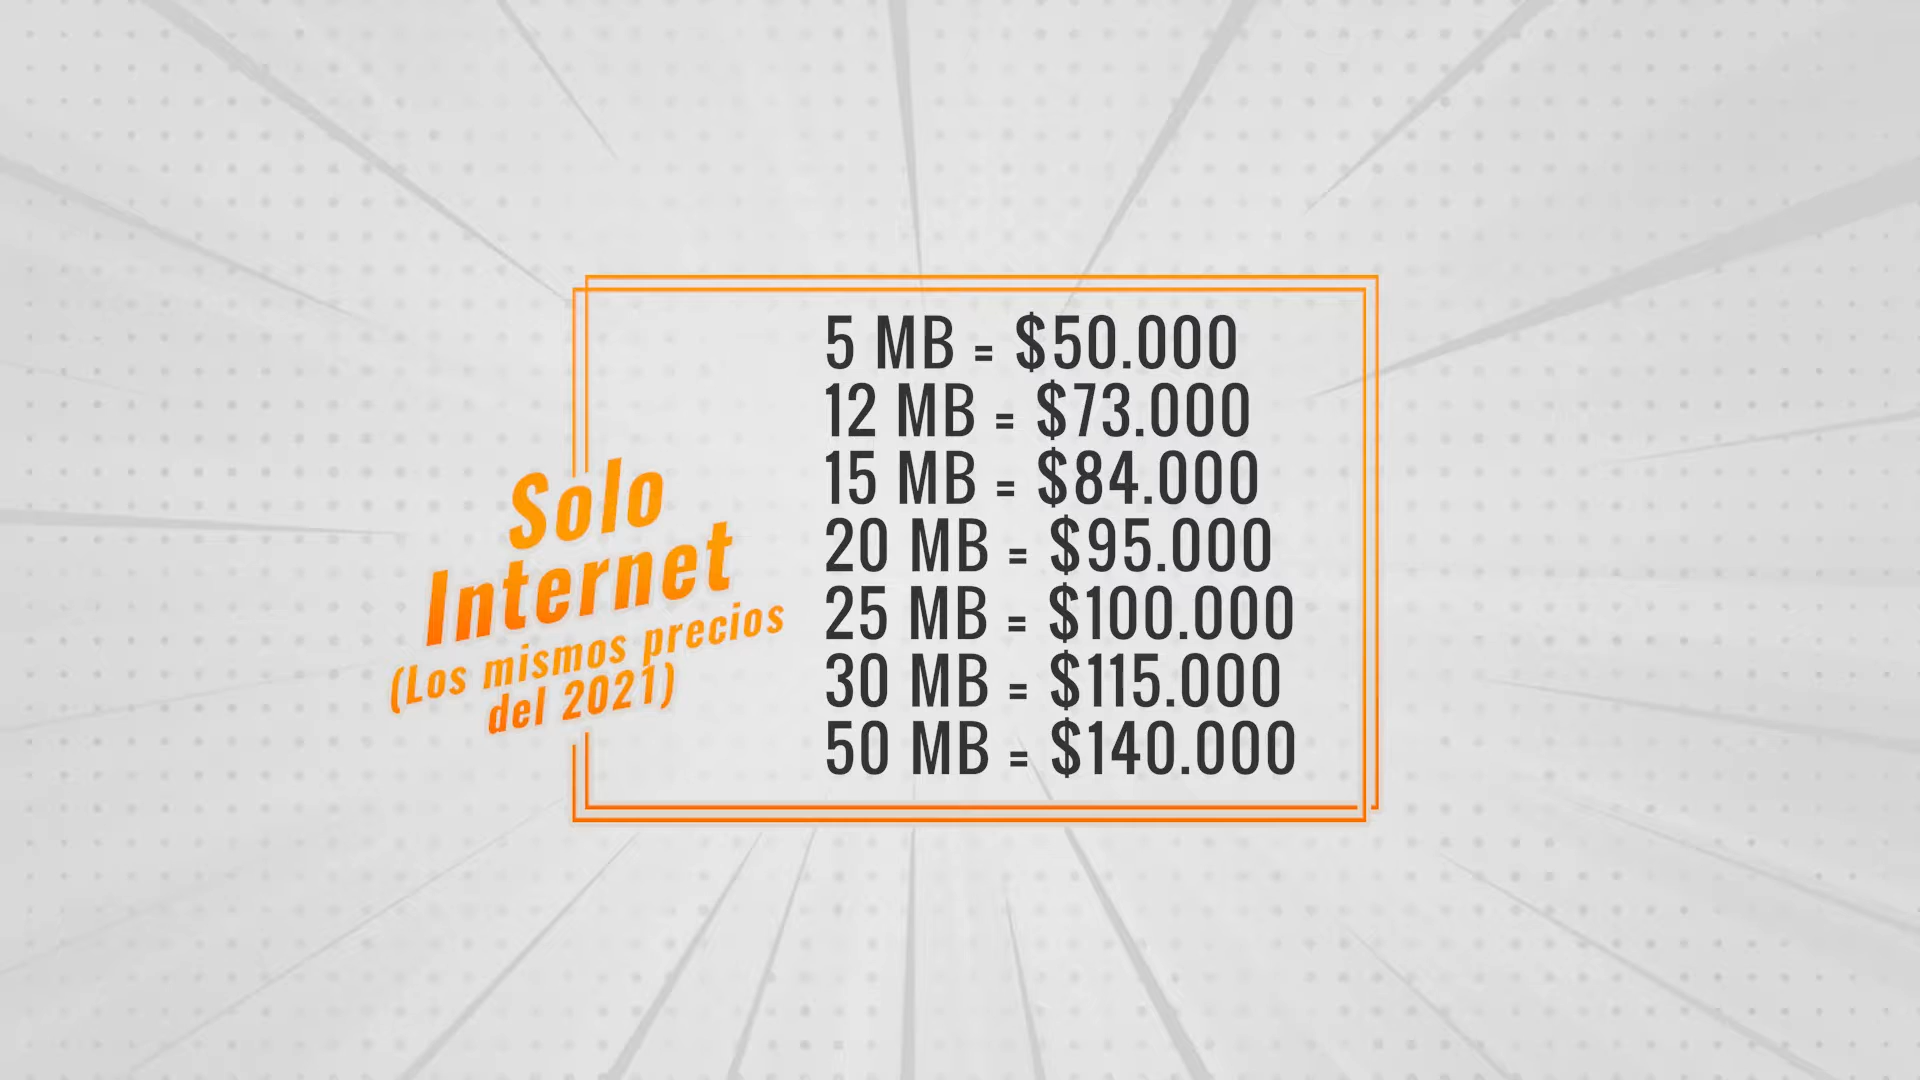 Solo
Internet
(Los mismos precios
del 2021)
5 MB = $50.000
12 MB = $73.000
15 MB = $84.000
20 MB = $95.000
25 MB = $100.000
30 MB = $115.000
50 MB = $140.000